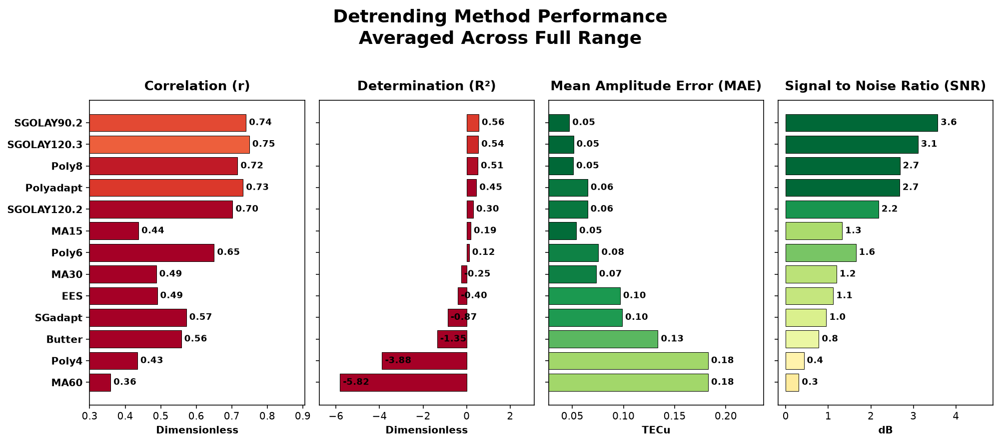 Detrending Method Performance
Averaged Across Full Range
Correlation (r)
Determination (R²)
Mean Amplitude Error (MAE)
Signal to Noise Ratio (SNR)
SGOLAY90.2 0.74 0.56 0.05 3.6
SGOLAY120.3 0.75 0.54 0.05 3.1
Poly8 0.72 0.51 0.05 2.7
Polyadapt 0.73 0.45 0.06 2.7
SGOLAY120.2 0.70 0.30 0.06 2.2
MA15 0.44 0.19 0.05 1.3
Poly6 0.65 0.12 0.08 1.6
MA30 0.49 -0.25 0.07 1.2
EES 0.49 -0.40 0.10 1.1
SGadapt 0.57 -0.87 0.10 1.0
Butter 0.56 -1.35 0.13 0.8
Poly4 0.43 -3.88 0.18 0.4
MA60 0.36 -5.82 0.18 0.3
0.3 0.4 0.5 0.6 0.7 0.8 0.9
−6 −4 −2 0 2
0.05 0.10 0.15 0.20
0 1 2 3 4
Dimensionless
Dimensionless
TECu
dB